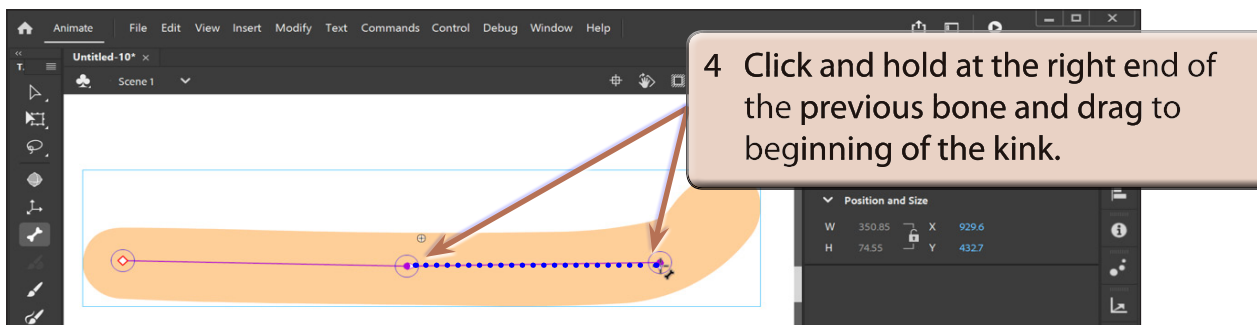 Animate File Edit View Insert Modify Text Commands Control Debug Window Help
Untitled-10* ×
T.
Scene 1
4 Click and hold at the right end of
the previous bone and drag to
beginning of the kink.
Position and Size
W 350.85 X 929.6
H 74.55 Y 432.7